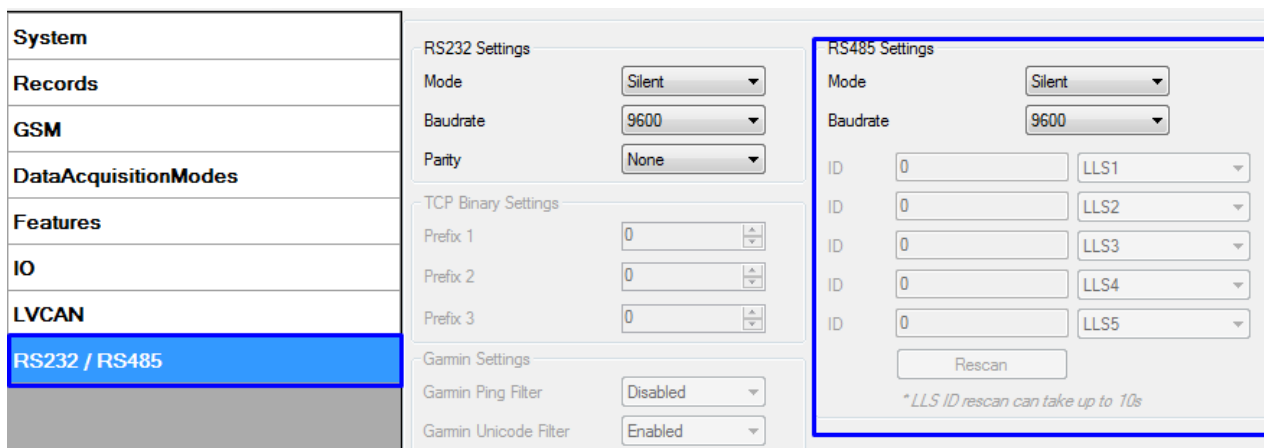 System
Records
GSM
DataAcquisitionModes
Features
IO
LVCAN
RS232 / RS485
RS232 Settings
Mode Silent
Baudrate 9600
Parity None
TCP Binary Settings
Prefix 1 0
Prefix 2 0
Prefix 3 0
Garmin Settings
Garmin Ping Filter Disabled
Garmin Unicode Filter Enabled
RS485 Settings
Mode Silent
Baudrate 9600
ID 0 LLS1
ID 0 LLS2
ID 0 LLS3
ID 0 LLS4
ID 0 LLS5
Rescan
* LLS ID rescan can take up to 10s